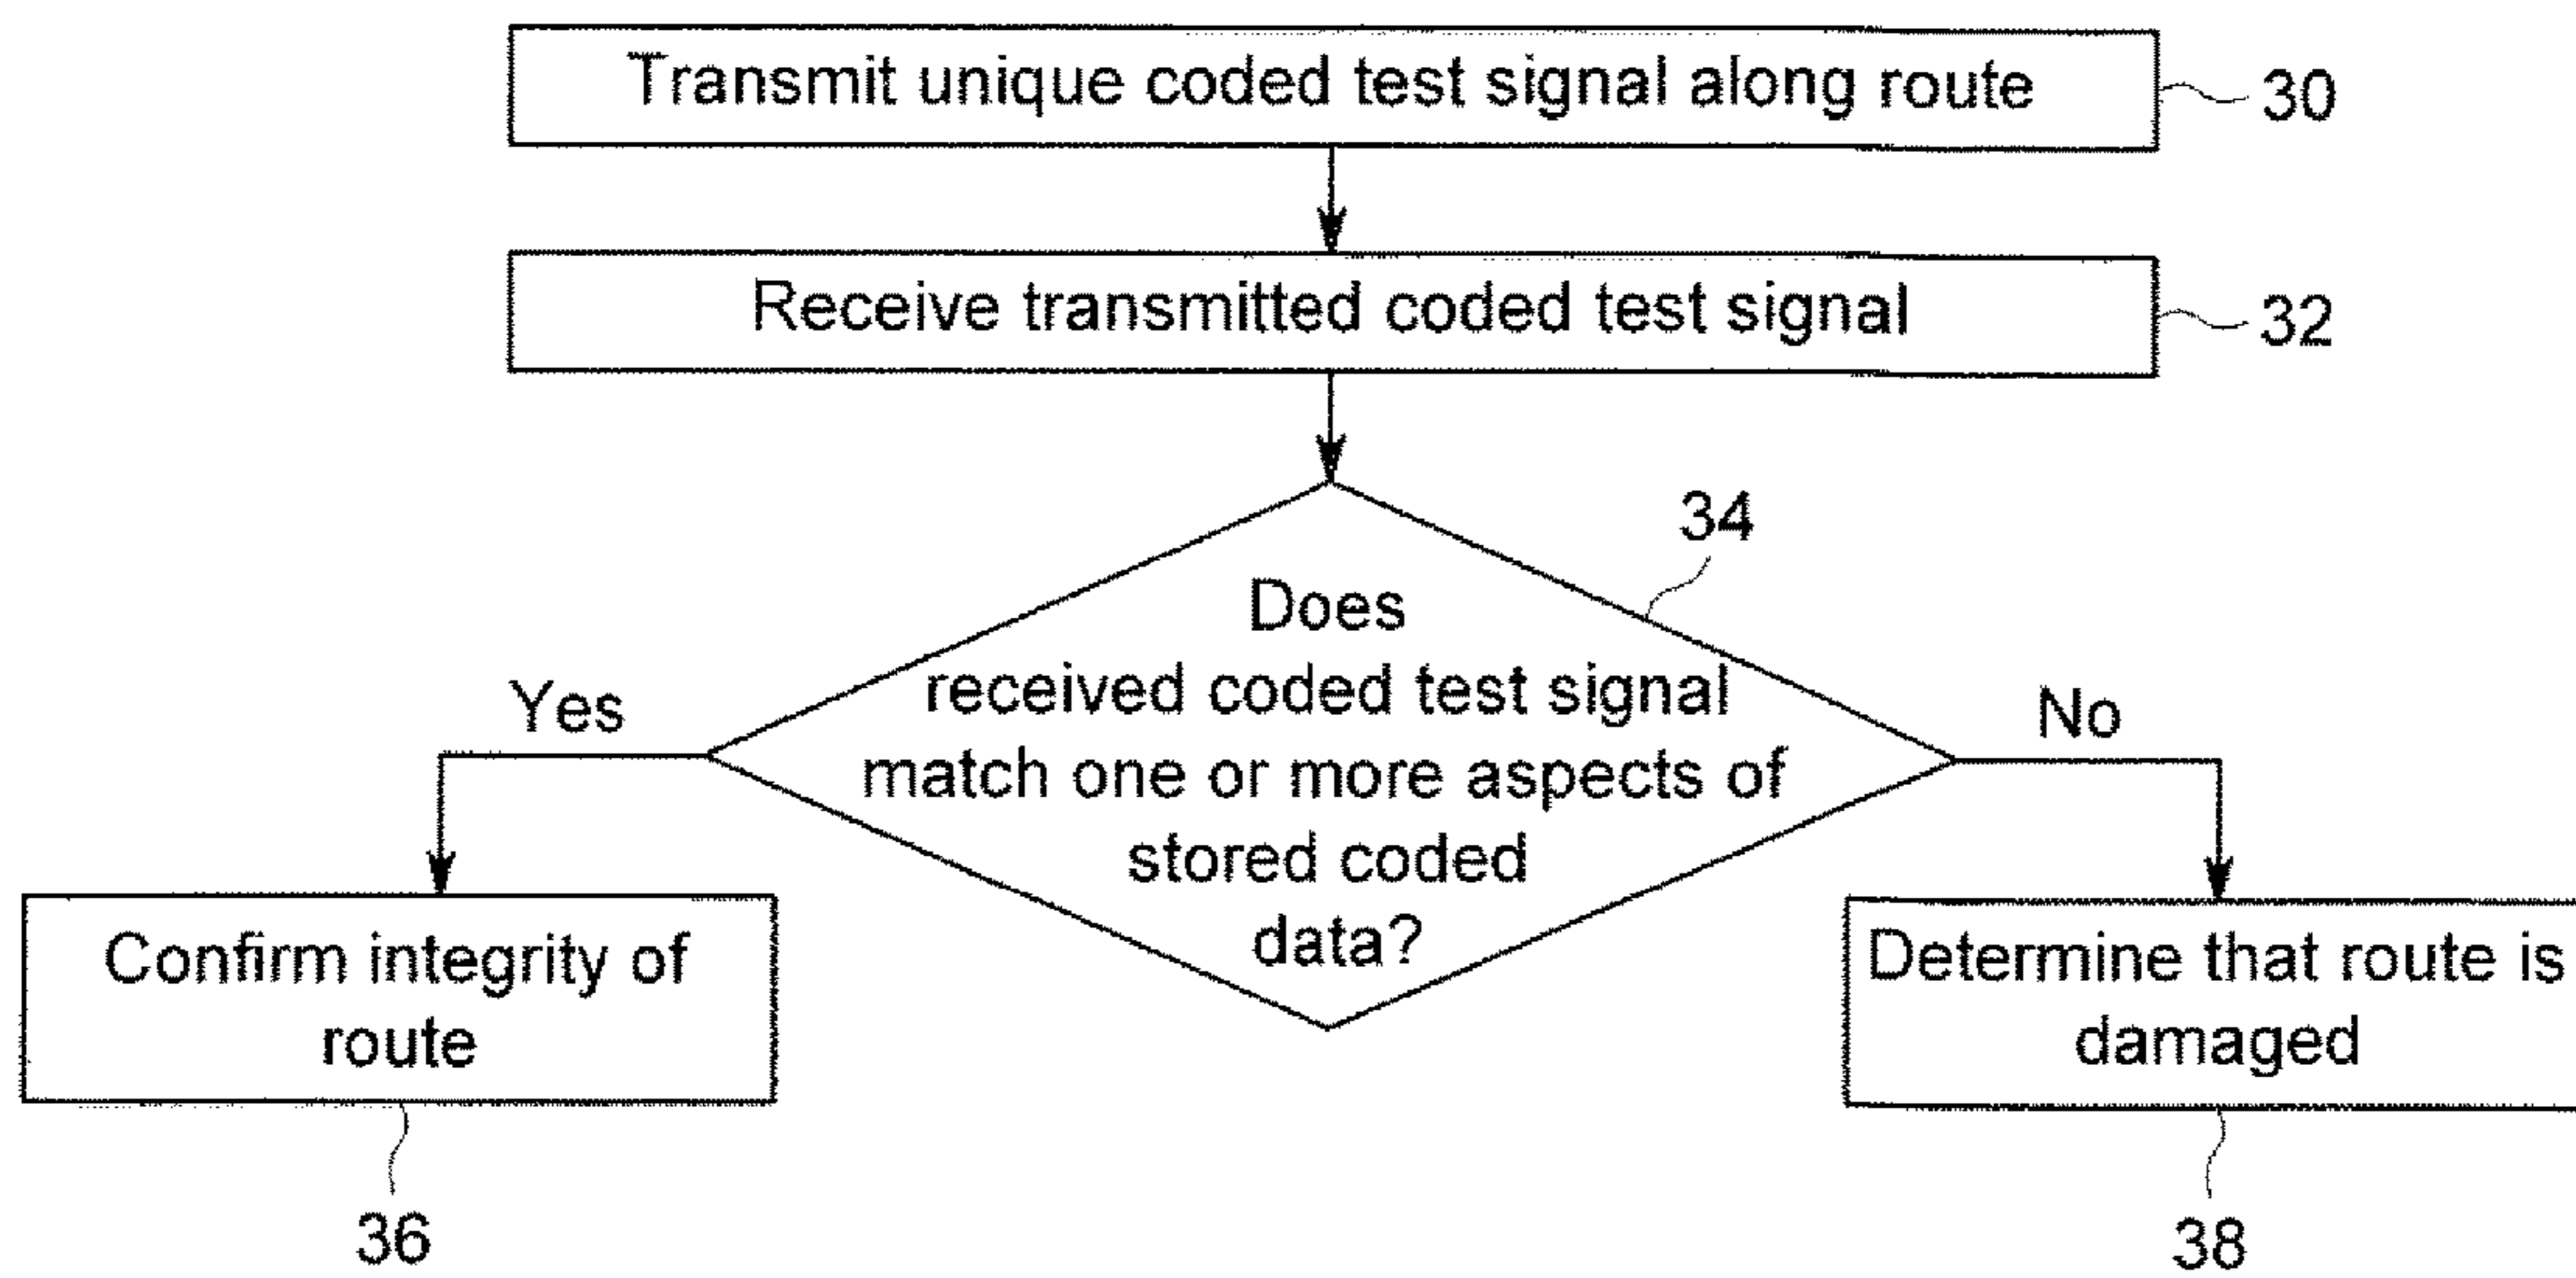 Transmit unique coded test signal along route
30
Receive transmitted coded test signal
32
34
Does
received coded test signal
match one or more aspects of
stored coded
data?
Yes
No
Confirm integrity of
route
Determine that route is
damaged
36
38